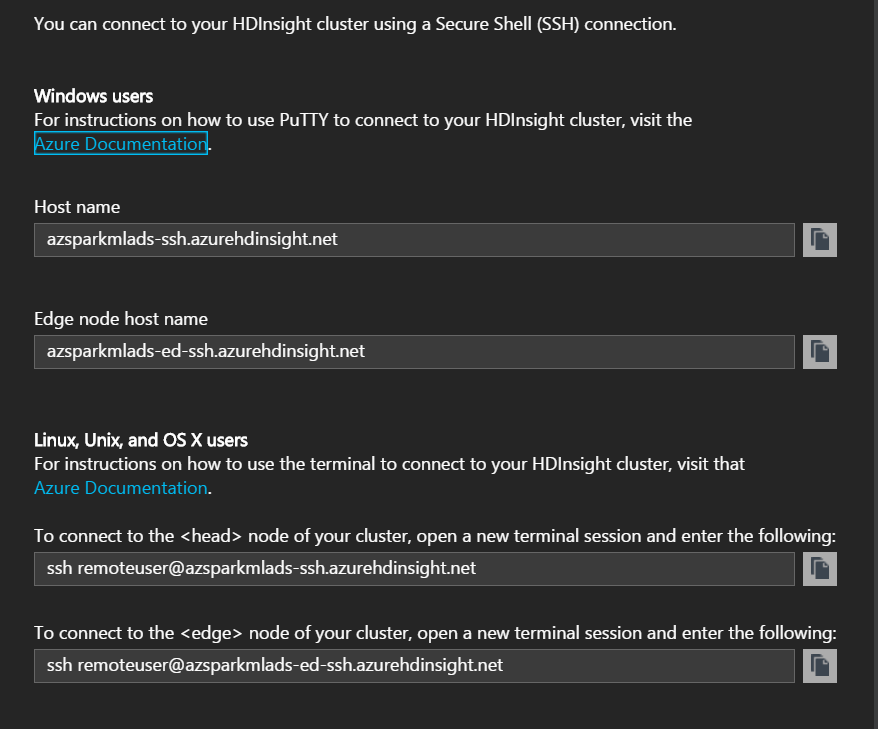 You can connect to your HDInsight cluster using a Secure Shell (SSH) connection.
Windows users
For instructions on how to use PuTTY to connect to your HDInsight cluster, visit the
Azure Documentation.
Host name
azsparkmlads-ssh.azurehdinsight.net
Edge node host name
azsparkmlads-ed-ssh.azurehdinsight.net
Linux, Unix, and OS X users
For instructions on how to use the terminal to connect to your HDInsight cluster, visit that
Azure Documentation.
To connect to the <head> node of your cluster, open a new terminal session and enter the following:
ssh remoteuser@azsparkmlads-ssh.azurehdinsight.net
To connect to the <edge> node of your cluster, open a new terminal session and enter the following:
ssh remoteuser@azsparkmlads-ed-ssh.azurehdinsight.net